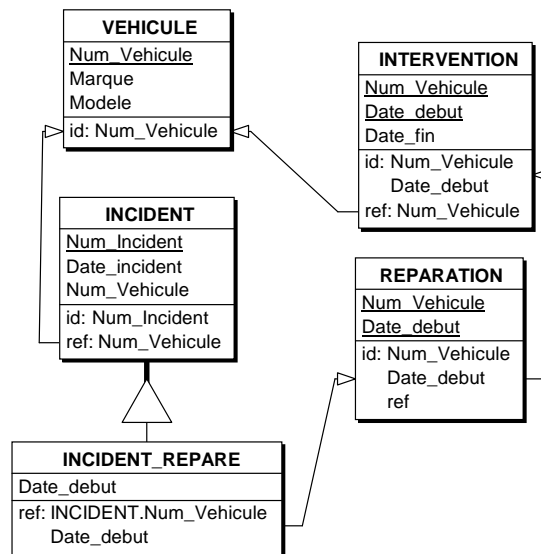 VEHICULE
Num_Vehicule
Marque
Modele
id: Num_Vehicule
INTERVENTION
Num_Vehicule
Date_debut
Date_fin
id: Num_Vehicule
Date_debut
ref: Num_Vehicule
INCIDENT
Num_Incident
Date_incident
Num_Vehicule
id: Num_Incident
ref: Num_Vehicule
REPARATION
Num_Vehicule
Date_debut
id: Num_Vehicule
Date_debut
ref
INCIDENT_REPARE
Date_debut
ref: INCIDENT.Num_Vehicule
Date_debut